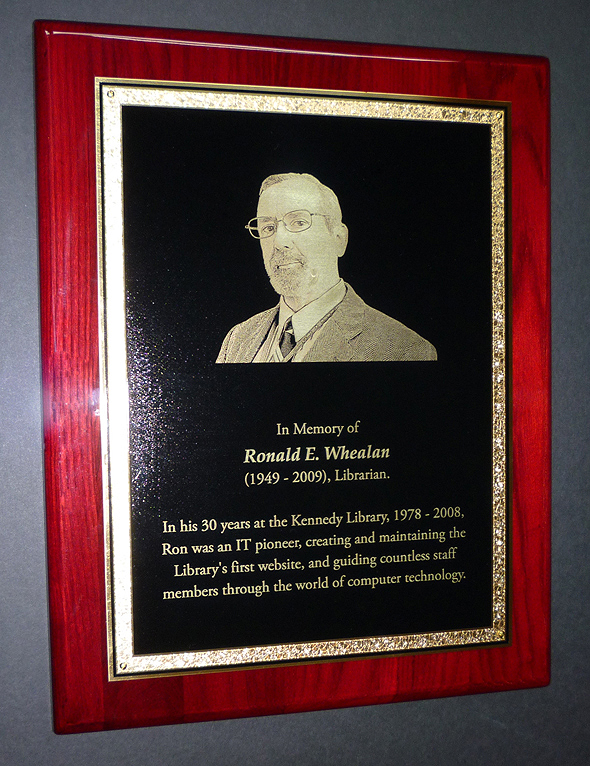 In Memory of
Ronald E. Whealan
(1949 - 2009), Librarian.
In his 30 years at the Kennedy Library, 1978 - 2008,
Ron was an IT pioneer, creating and maintaining the
Library's first website, and guiding countless staff
members through the world of computer technology.